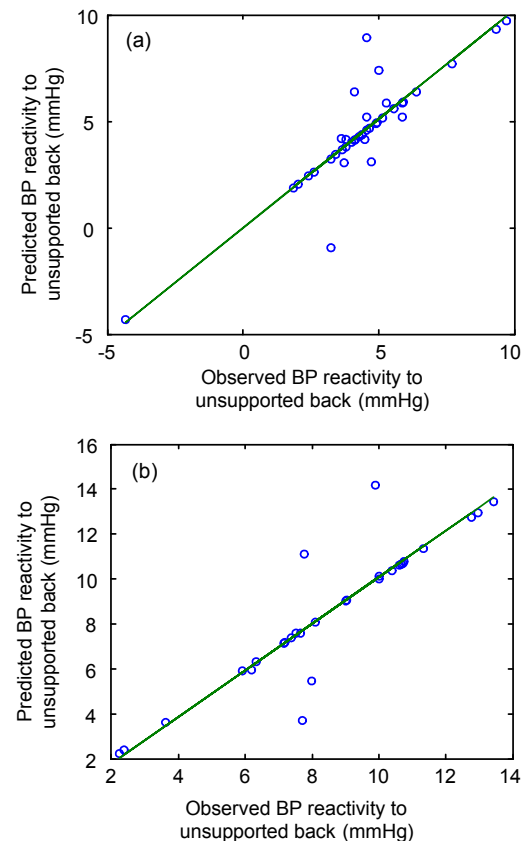 (a)
10
5
0
-5
-5
0
5
10
Predicted BP reactivity to
unsupported back (mmHg)
Observed BP reactivity to
unsupported back (mmHg)
(b)
16
14
12
10
8
6
4
2
2
4
6
8
10
12
14
Predicted BP reactivity to
unsupported back (mmHg)
Observed BP reactivity to
unsupported back (mmHg)